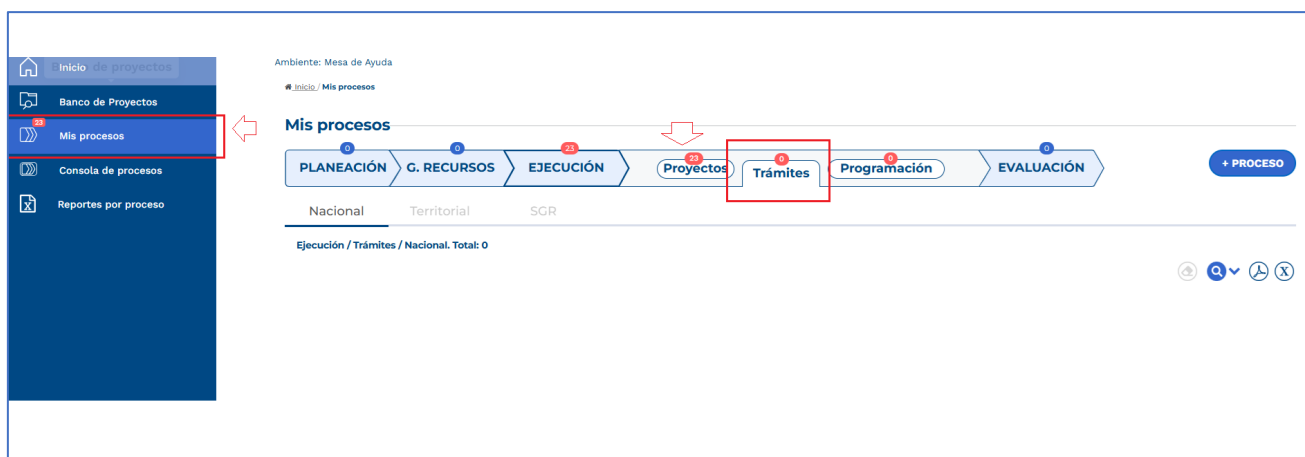 Ambiente: Mesa de Ayuda
Inicio / Mis procesos
Inicio
Banco de Proyectos
23
Mis procesos
Consola de procesos
Reportes por proceso
Mis procesos
0 0 23 23 0 0 0
PLANEACIÓN G. RECURSOS EJECUCIÓN Proyectos Trámites Programación EVALUACIÓN + PROCESO
Nacional Territorial SGR
Ejecución / Trámites / Nacional. Total: 0